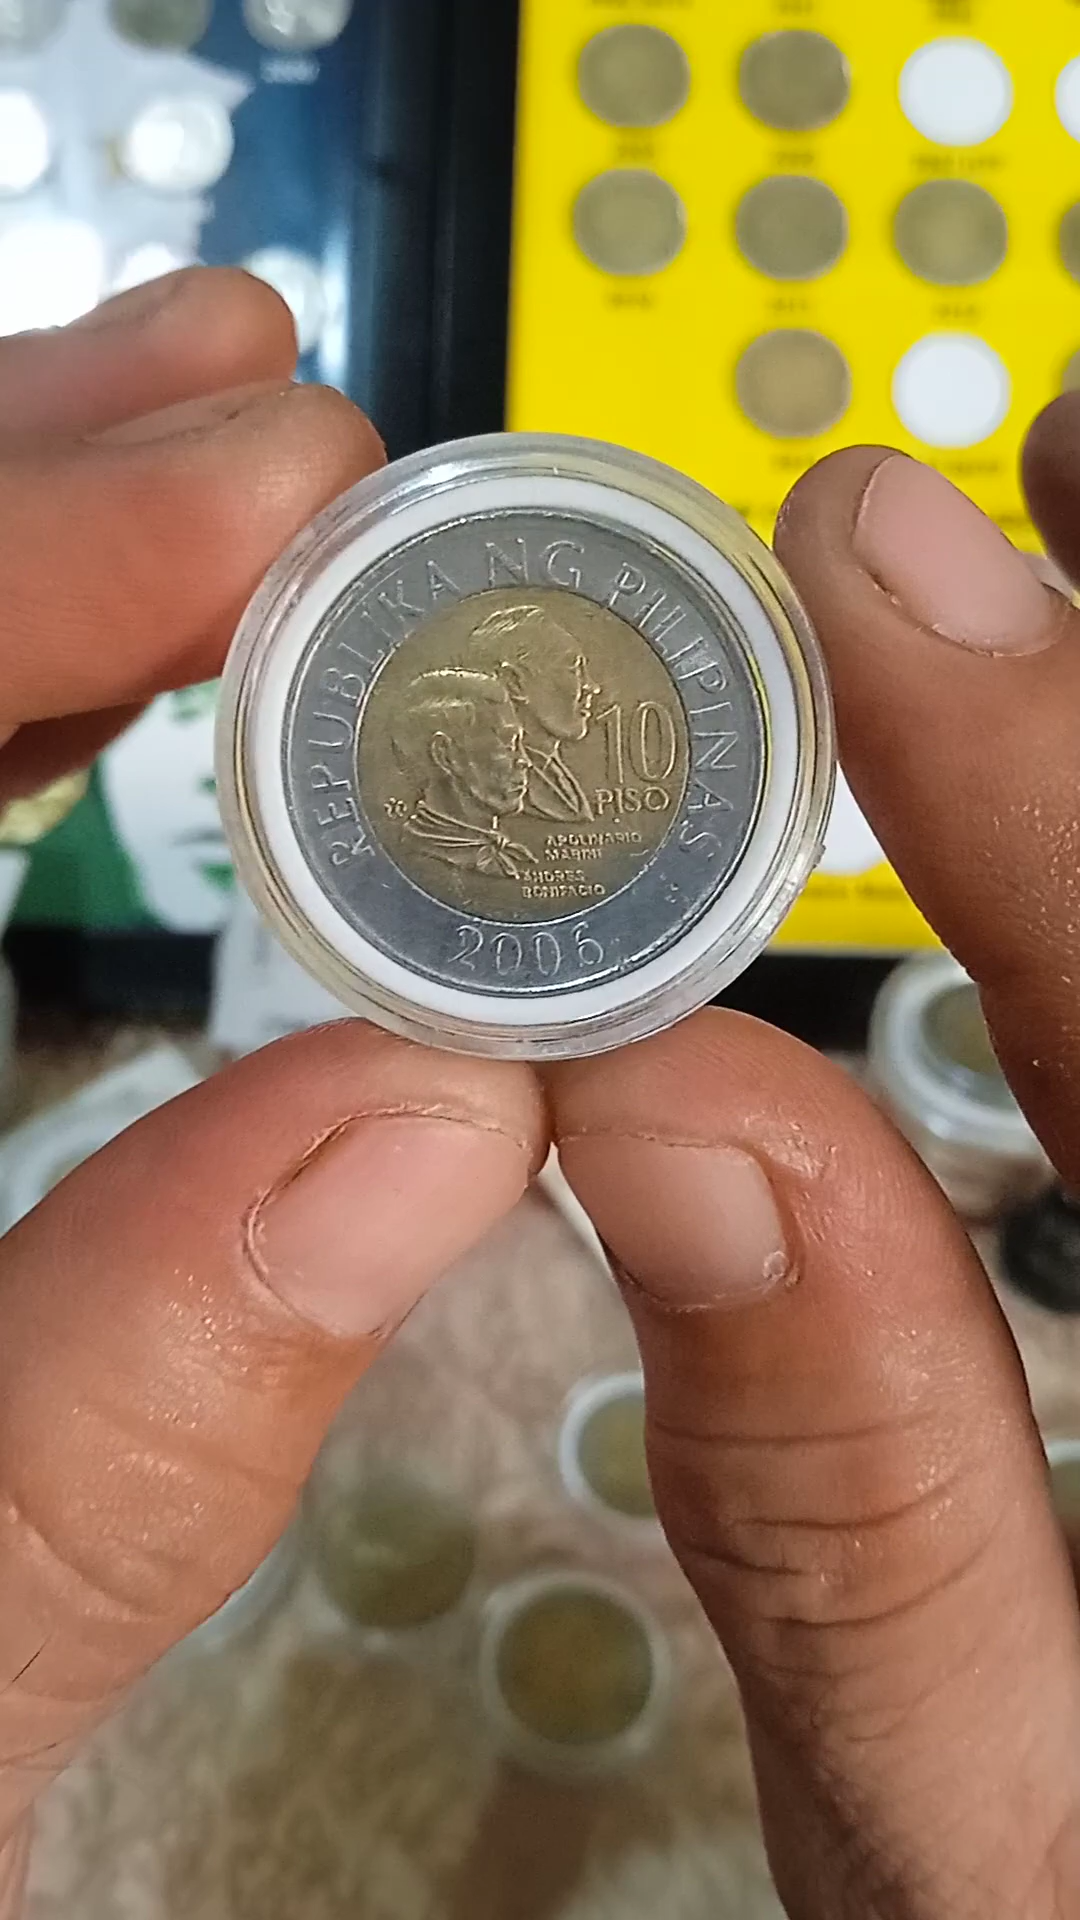 REPUBLIKA NG PILIPINAS
10
PISO
APOLINARIO
MABINI
ANDRES
BONIFACIO
2006